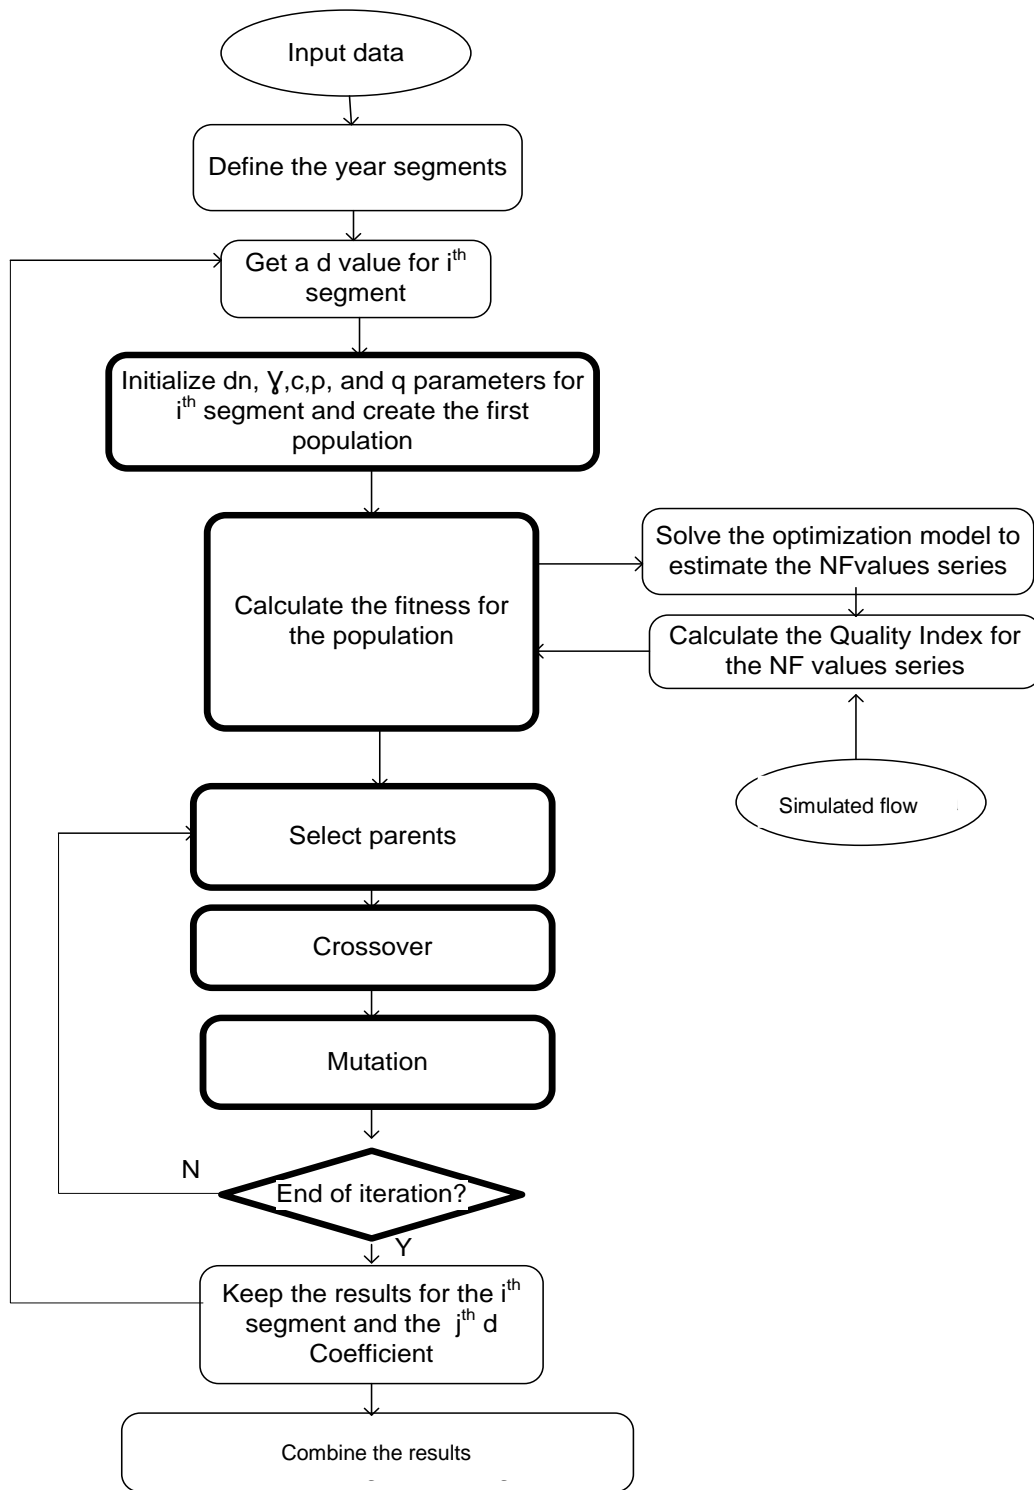 Input data
Define the year segments
Get a d value for ith
segment
Initialize dn, Ɣ,c,p, and q parameters for
ith segment and create the first
population
Calculate the fitness for
the population
Solve the optimization model to
estimate the NFvalues series
Calculate the Quality Index for
the NF values series
Simulated flow
Select parents
Crossover
Mutation
N
End of iteration?
Y
Keep the results for the ith
segment and the jth d
Coefficient
Combine the results